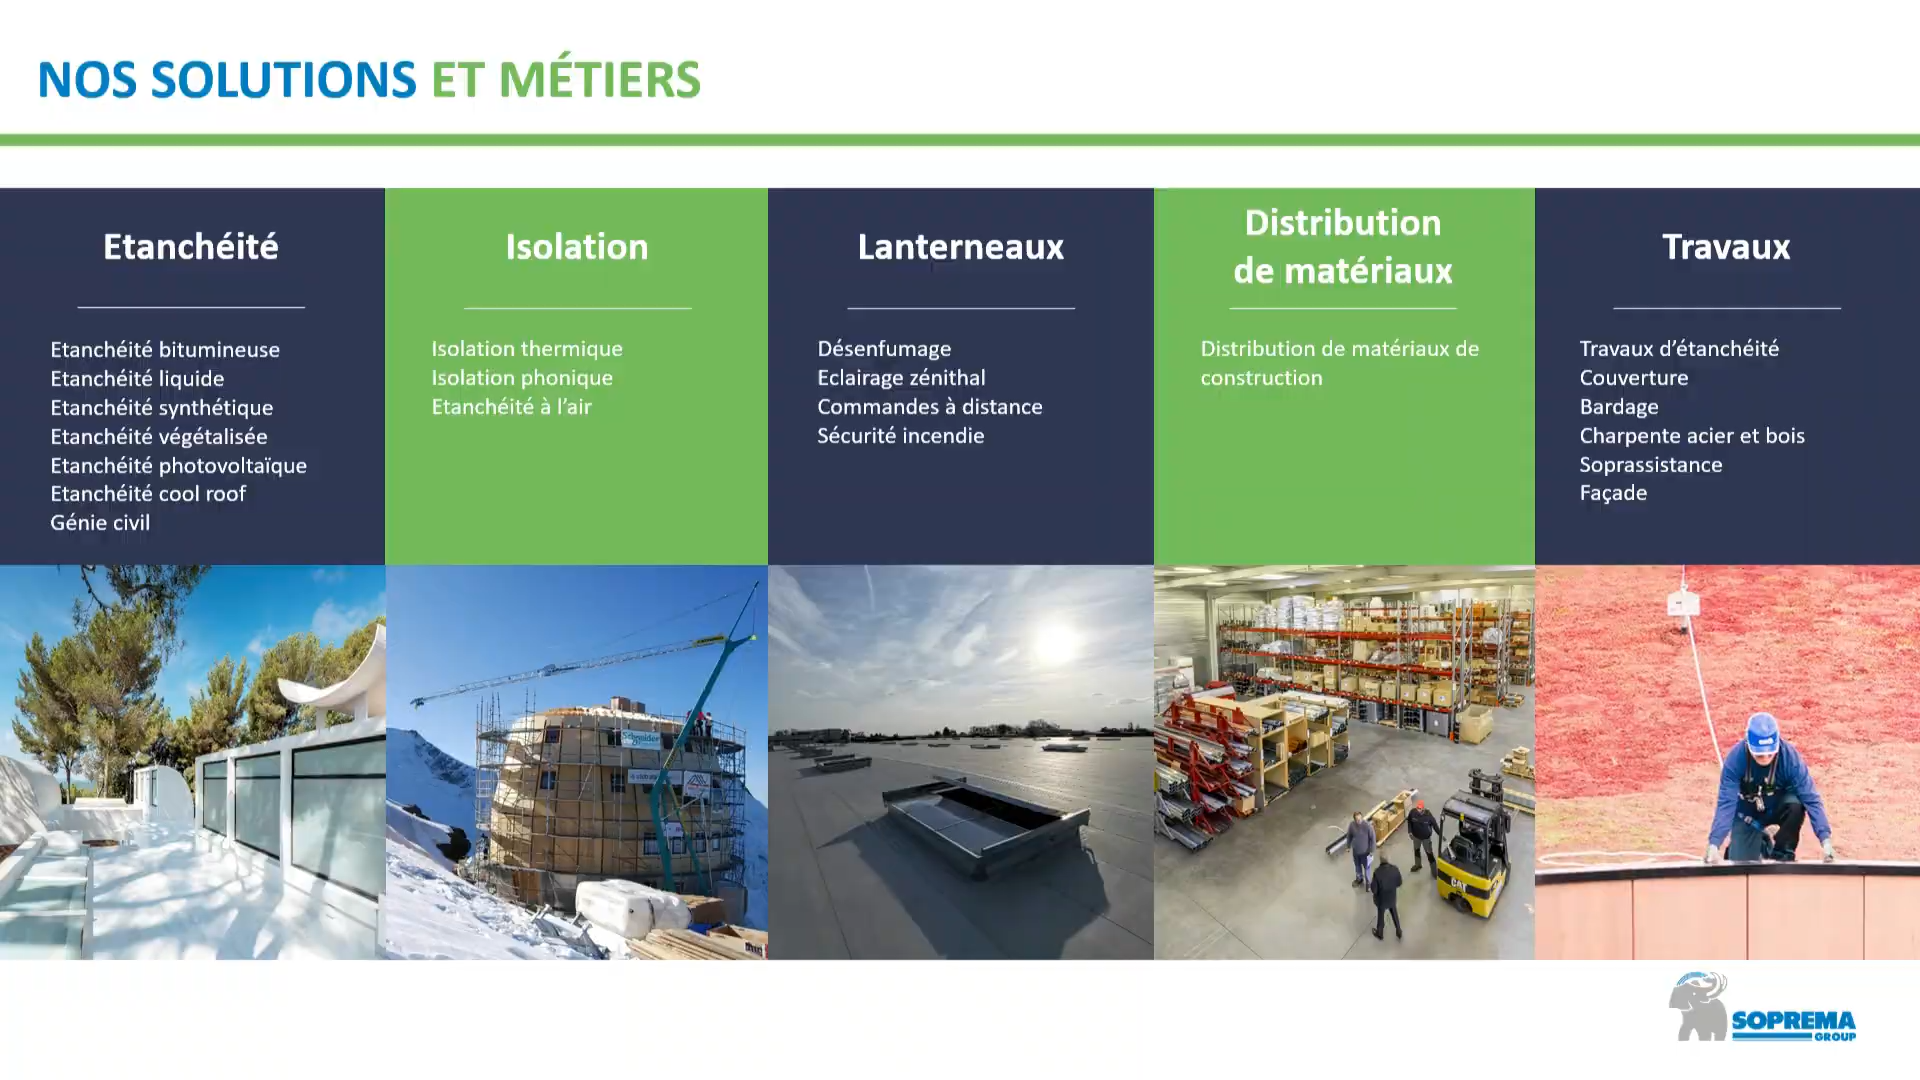 NOS SOLUTIONS ET MÉTIERS
Etanchéité
Etanchéité bitumineuse
Etanchéité liquide
Etanchéité synthétique
Etanchéité végétalisée
Etanchéité photovoltaïque
Etanchéité cool roof
Génie civil
Isolation
Isolation thermique
Isolation phonique
Etanchéité à l'air
Lanterneaux
Désenfumage
Eclairage zénithal
Commandes à distance
Sécurité incendie
Distribution
de matériaux
Distribution de matériaux de
construction
Travaux
Travaux d'étanchéité
Couverture
Bardage
Charpente acier et bois
Soprassistance
Façade
Schneider
CAT
SOPREMA
GROUP